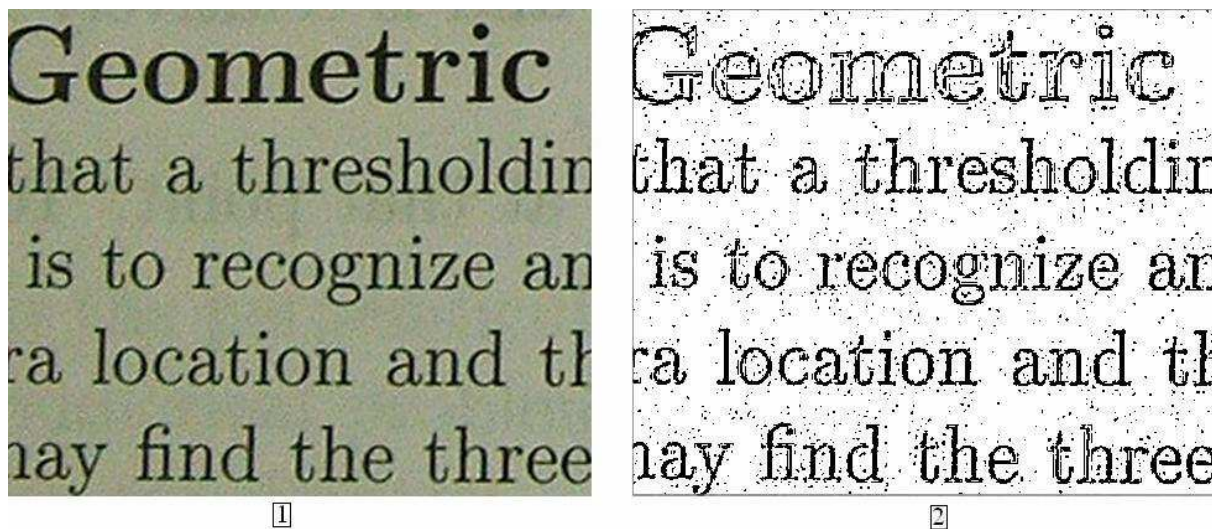 Geometric
that a thresholdin
is to recognize an
ra location and th
nay find the three
1
Geometric
that a thresholdin
is to recognize an
ra location and th
nay find the three
2